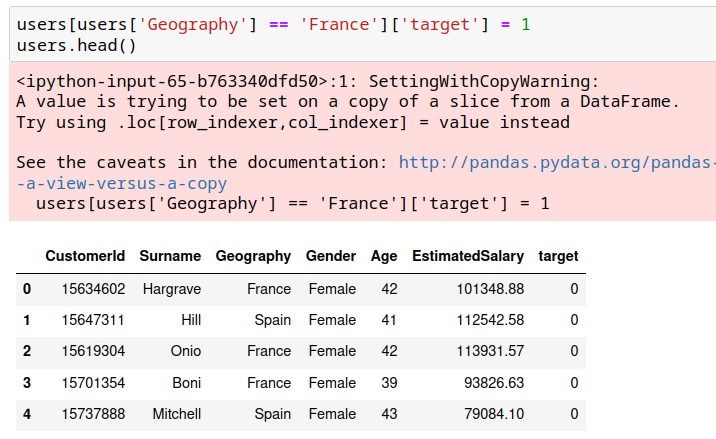 users[users['Geography'] == 'France']['target'] = 1
users.head()
<ipython-input-65-b763340dfd50>:1: SettingWithCopyWarning:
A value is trying to be set on a copy of a slice from a DataFrame.
Try using .loc[row_indexer,col_indexer] = value instead
See the caveats in the documentation: http://pandas.pydata.org/pandas-
-a-view-versus-a-copy
users[users['Geography'] == 'France']['target'] = 1
CustomerId Surname Geography Gender Age EstimatedSalary target
0 15634602 Hargrave France Female 42 101348.88 0
1 15647311 Hill Spain Female 41 112542.58 0
2 15619304 Onio France Female 42 113931.57 0
3 15701354 Boni France Female 39 93826.63 0
4 15737888 Mitchell Spain Female 43 79084.10 0